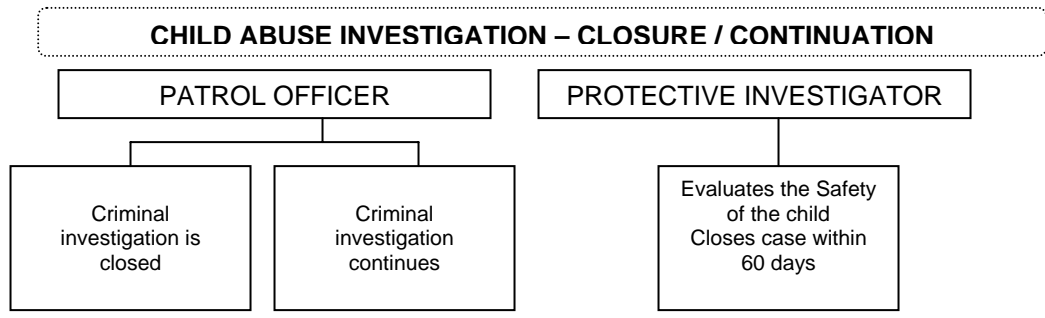 CHILD ABUSE INVESTIGATION – CLOSURE / CONTINUATION
PATROL OFFICER
PROTECTIVE INVESTIGATOR
Criminal
investigation is
closed
Criminal
investigation
continues
Evaluates the Safety
of the child
Closes case within
60 days